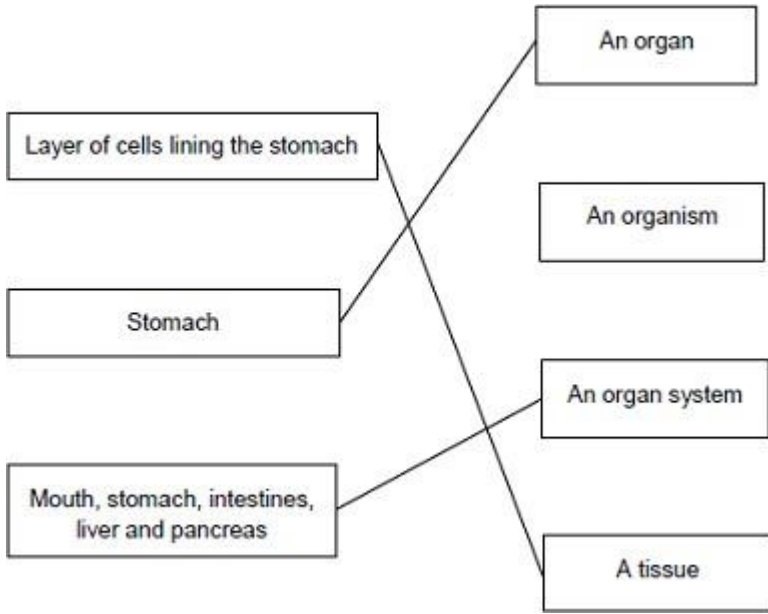 An organ
Layer of cells lining the stomach
An organism
Stomach
An organ system
Mouth, stomach, intestines,
liver and pancreas
A tissue